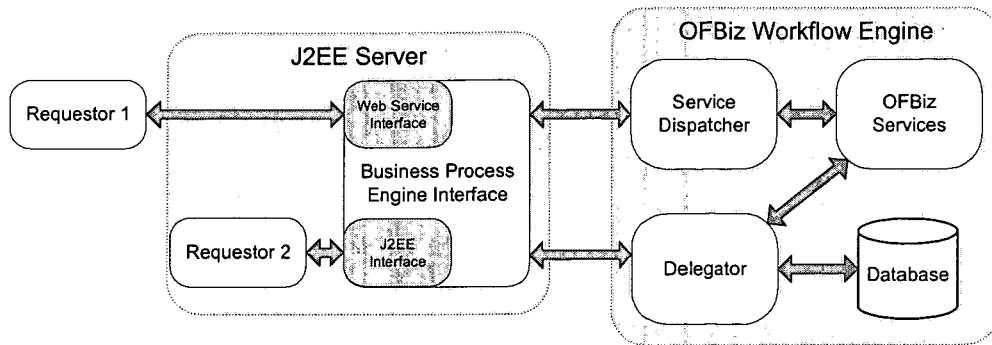 OFBiz Workflow Engine
J2EE Server
Requestor 1
Web Service
Interface
Service
Dispatcher
OFBiz
Services
Business Process
Engine Interface
Requestor 2
J2EE
Interface
Delegator
Database